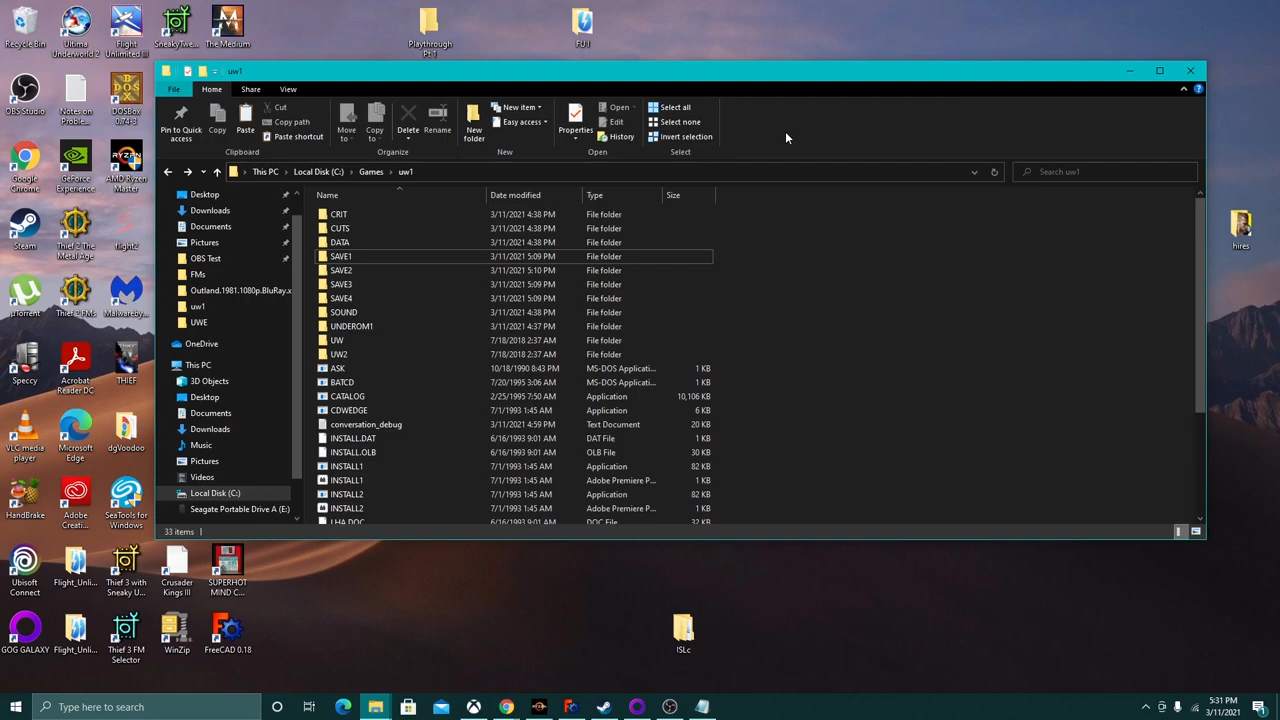 Recycle Bin
Ultima
Underworld 2
Flight
Unlimited III
SneakyTwe...
The Medium
Playthrough
Pt 1
FU I
uw1
File
Home
Share
View
Pin to Quick
access
Copy
Paste
Cut
Copy path
Paste shortcut
Move
to
Copy
to
Delete
Rename
New
folder
New item
Easy access
Properties
Open
Edit
History
Select all
Select none
Invert selection
Clipboard
Organize
New
Open
Select
This PC
Local Disk (C:)
Games
uw1
Search uw1
Desktop
Downloads
Documents
Pictures
OBS Test
FMs
Outland.1981.1080p.BluRay.x
uw1
UWE
OneDrive
This PC
3D Objects
Desktop
Documents
Downloads
Music
Pictures
Videos
Local Disk (C:)
Seagate Portable Drive A (E:)
Name Date modified Type Size
CRIT 3/11/2021 4:38 PM File folder
CUTS 3/11/2021 4:38 PM File folder
DATA 3/11/2021 4:38 PM File folder
SAVE1 3/11/2021 5:09 PM File folder
SAVE2 3/11/2021 5:10 PM File folder
SAVE3 3/11/2021 5:09 PM File folder
SAVE4 3/11/2021 5:09 PM File folder
SOUND 3/11/2021 4:38 PM File folder
UNDEROM1 3/11/2021 4:37 PM File folder
UW 7/18/2018 2:37 AM File folder
UW2 7/18/2018 2:37 AM File folder
ASK 10/18/1990 8:43 PM MS-DOS Applicati... 1 KB
BATCD 7/20/1995 3:06 AM MS-DOS Applicati... 1 KB
CATALOG 2/25/1995 7:50 AM Application 10,106 KB
CDWEDGE 7/1/1993 1:45 AM Application 6 KB
conversation_debug 3/11/2021 4:59 PM Text Document 20 KB
INSTALL.DAT 6/16/1993 9:01 AM DAT File 1 KB
INSTALL.OLB 6/16/1993 9:01 AM OLB File 30 KB
INSTALL1 7/1/1993 1:45 AM Application 82 KB
INSTALL1 7/1/1993 1:45 AM Adobe Premiere P... 1 KB
INSTALL2 7/1/1993 1:45 AM Application 82 KB
INSTALL2 7/1/1993 1:45 AM Adobe Premiere P... 1 KB
LHA.DOC 6/16/1993 9:01 AM DOC File 32 KB
33 items
OBS Studio
Notes on
Proble...
DOSBox
0.74-3
Google
Chrome
GeForce
Experience
AMD Ryzen
Master
Steam
Thief 2 The
Metal Age
flight2
µTorrent
Thief 2 FMs
Malwareby...
Speccy
Acrobat
Reader DC
THIEF
VLC media
player
Microsoft
Edge
dgVoodoo
HandBrake
Adobe
Creati...
SeaTools for
Windows
Ubisoft
Connect
Flight_Unli...
Thief 3 with
Sneaky U...
Crusader
Kings III
SUPERHOT
MIND C...
GOG GALAXY
Flight_Unli...
Thief 3 FM
Selector
WinZip
FreeCAD 0.18
ISLc
hires
Type here to search
5:31 PM
3/11/2021